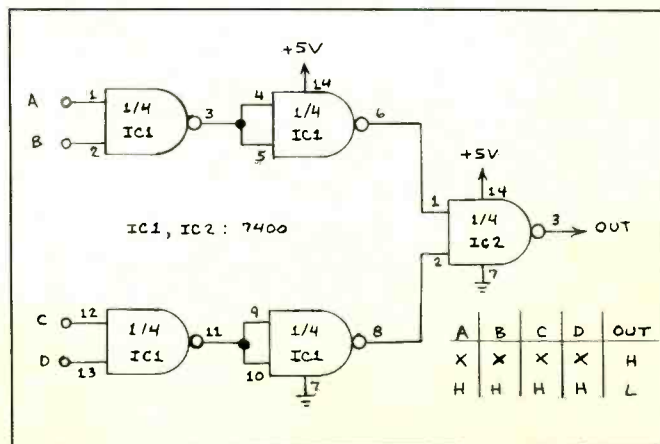 +5V
14
A 1 1/4 IC1 3 4 1/4 IC1 6
B 2 5
+5V
14
1 1/4 IC2 3 OUT
2
7
IC1, IC2 : 7400
C 12 1/4 IC1 11 9 1/4 IC1 8
D 13 10
7
A B C D OUT
X X X X H
H H H H L